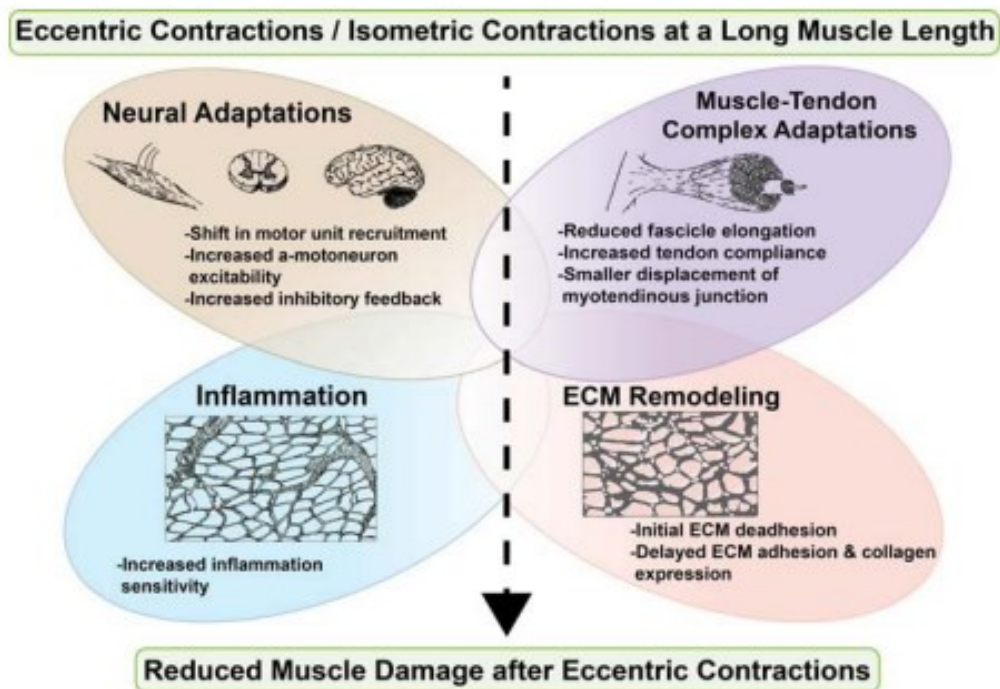 Eccentric Contractions / Isometric Contractions at a Long Muscle Length
Neural Adaptations
-Shift in motor unit recruitment
-Increased a-motoneuron
excitability
-Increased inhibitory feedback
Muscle-Tendon
Complex Adaptations
-Reduced fascicle elongation
-Increased tendon compliance
-Smaller displacement of
myotendinous junction
Inflammation
-Increased inflammation
sensitivity
ECM Remodeling
-Initial ECM deadhesion
-Delayed ECM adhesion & collagen
expression
Reduced Muscle Damage after Eccentric Contractions